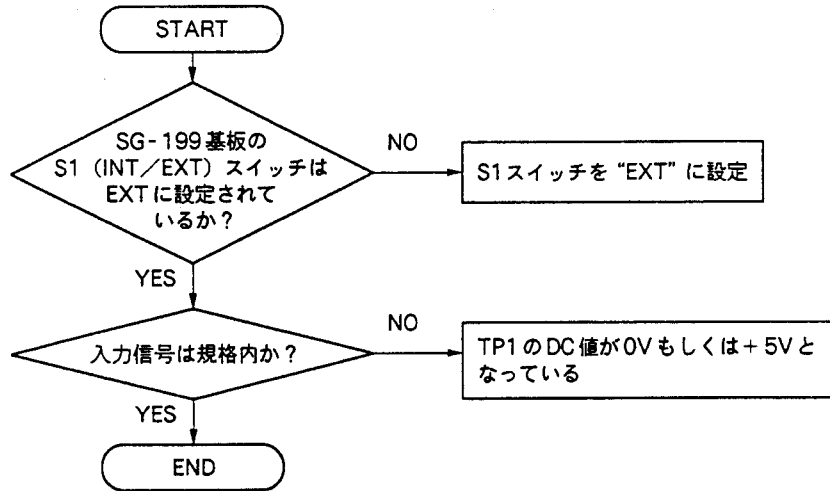 START
SG-199基板の
S1（INT／EXT）スイッチは
EXTに設定されて
いるか？
NO
S1スイッチを“EXT”に設定
YES
入力信号は規格内か？
NO
TP1のDC値が0Vもしくは＋5Vと
なっている
YES
END